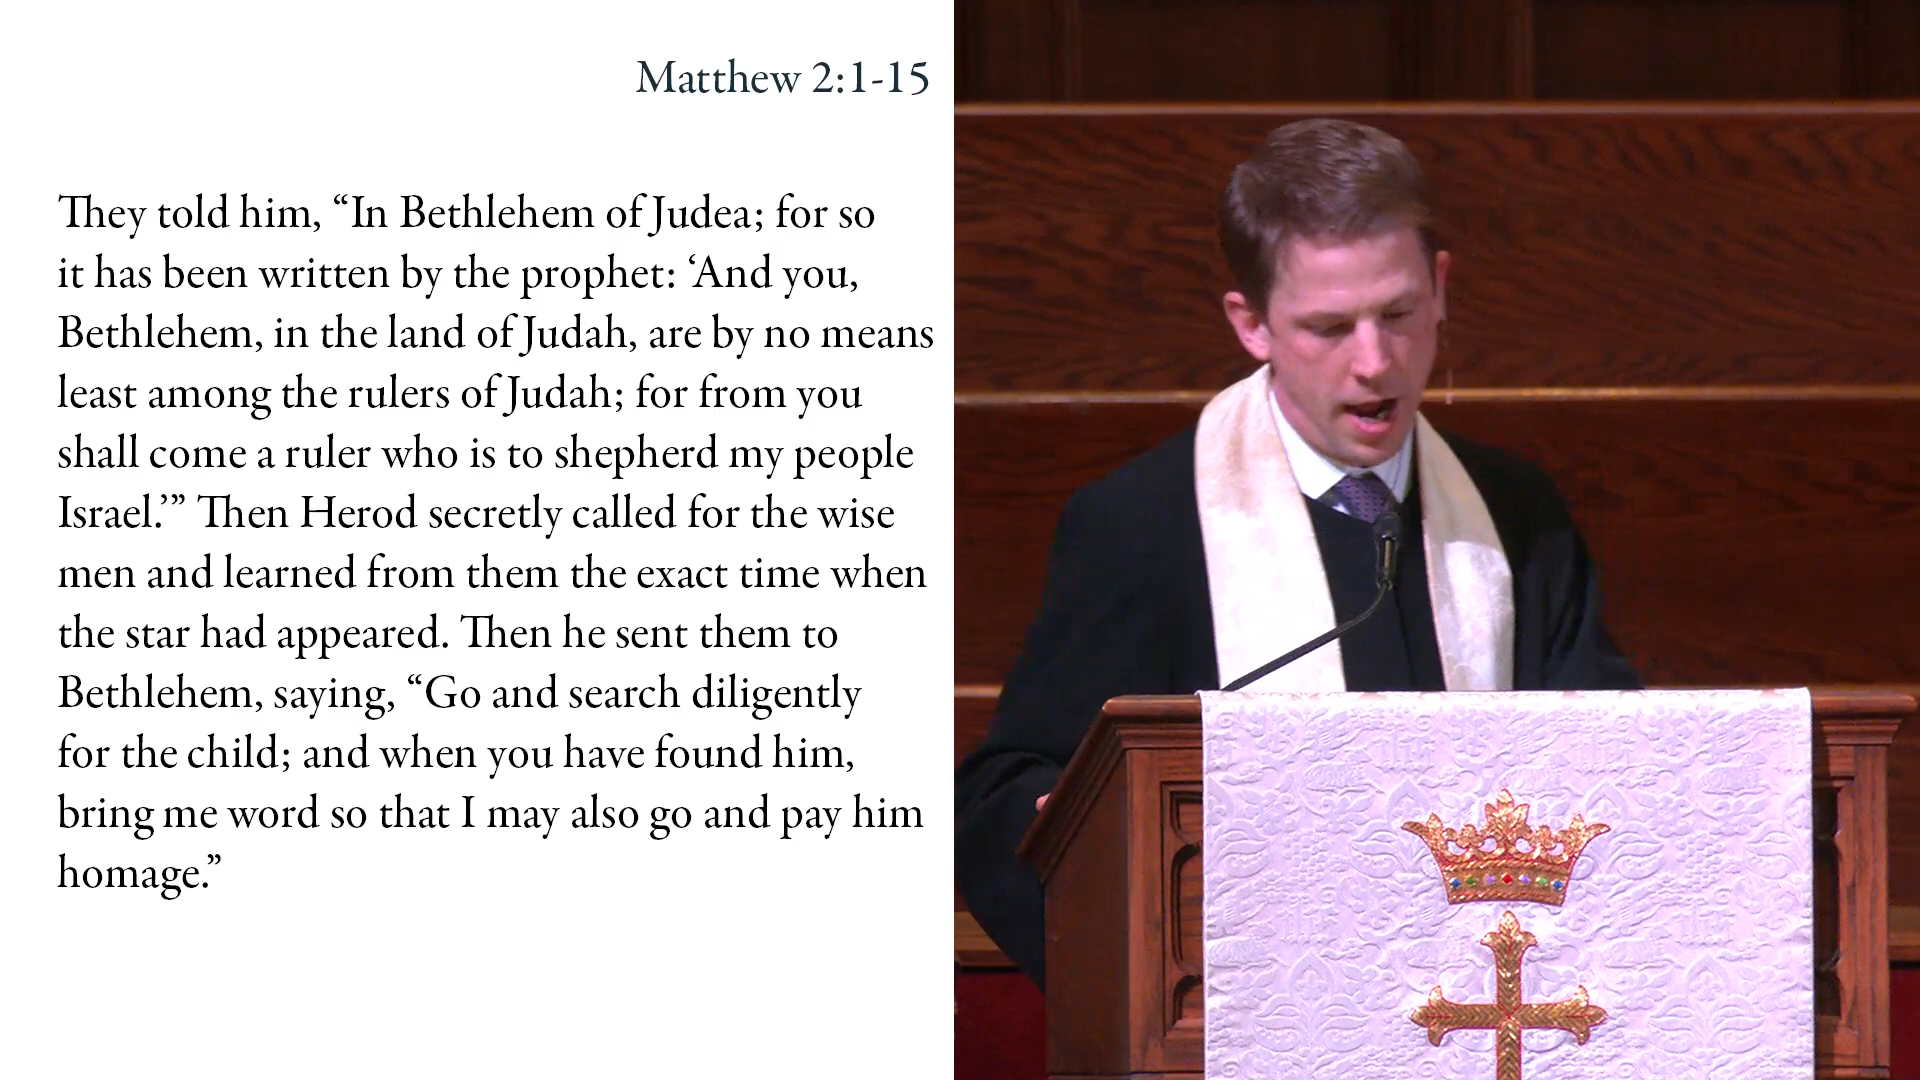 Matthew 2:1-15
They told him, “In Bethlehem of Judea; for so
it has been written by the prophet: ‘And you,
Bethlehem, in the land of Judah, are by no means
least among the rulers of Judah; for from you
shall come a ruler who is to shepherd my people
Israel.’” Then Herod secretly called for the wise
men and learned from them the exact time when
the star had appeared. Then he sent them to
Bethlehem, saying, “Go and search diligently
for the child; and when you have found him,
bring me word so that I may also go and pay him
homage.”